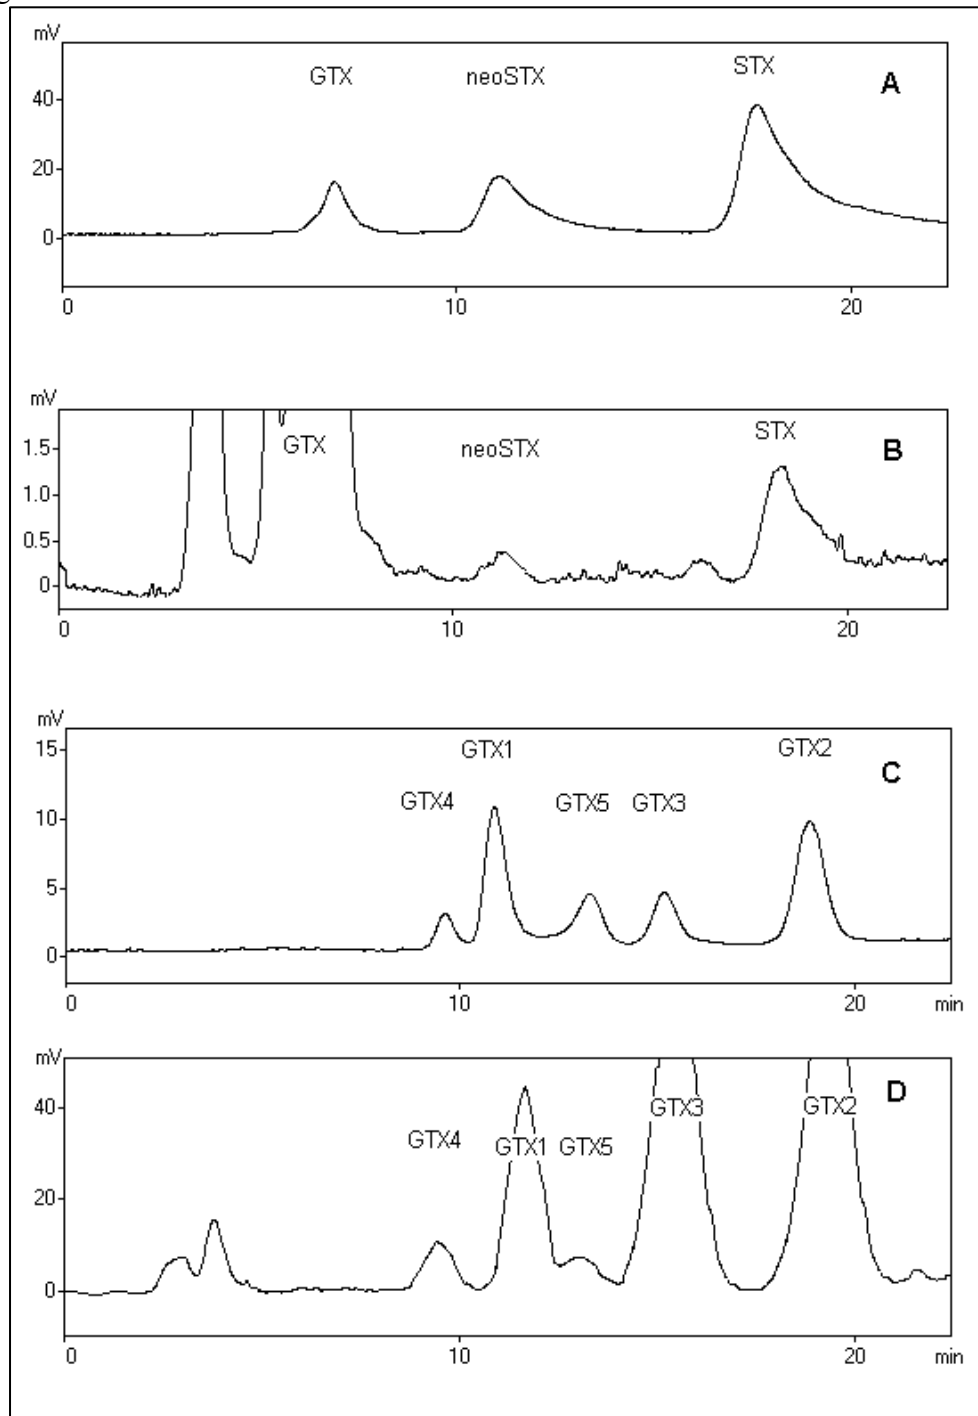 mV
GTX neoSTX STX A
40
20
0
0 10 20
mV
GTX neoSTX STX B
1.5
1.0
0.5
0
0 10 20
mV
GTX1 GTX2
15
C
GTX4 GTX5 GTX3
10
5
0
0 10 20 min
mV
D
40
GTX3 GTX2
GTX4 GTX1 GTX5
20
0
0 10 20 min